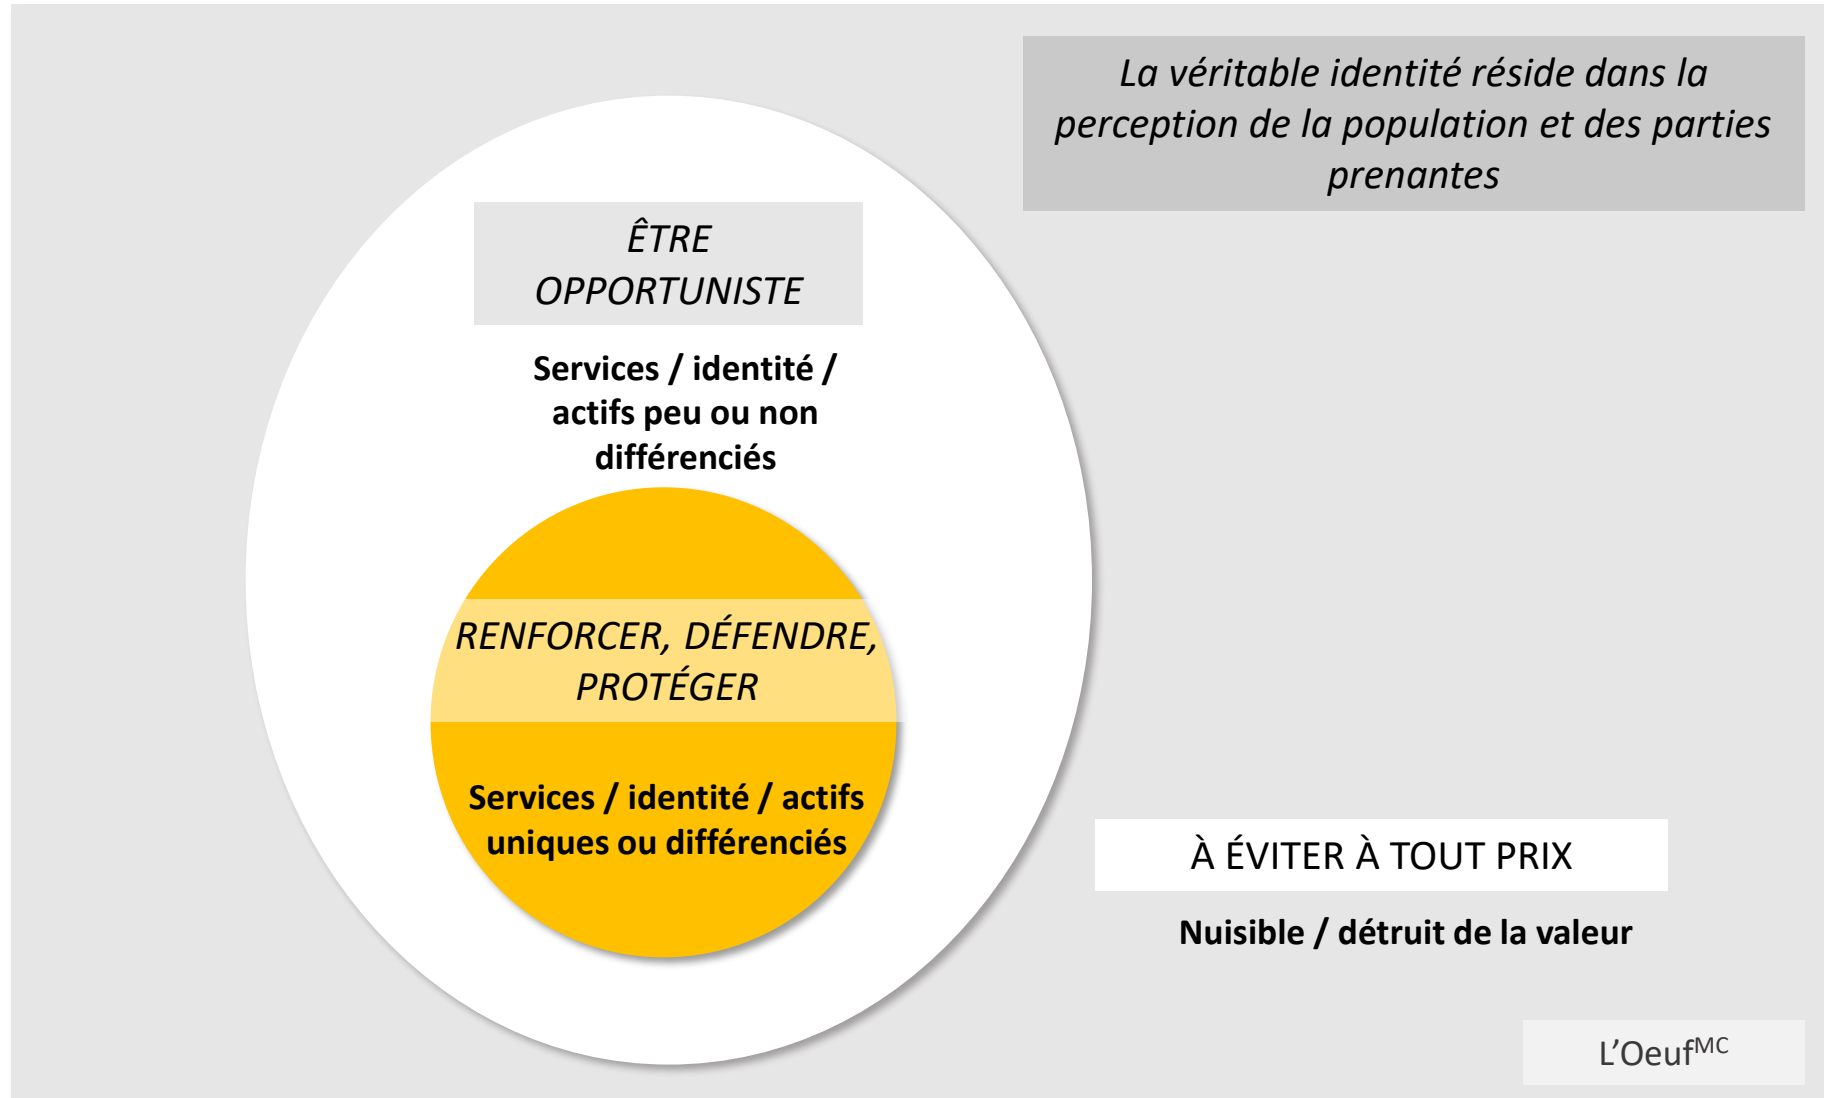 La véritable identité réside dans la
perception de la population et des parties
prenantes
ÊTRE
OPPORTUNISTE
Services / identité /
actifs peu ou non
différenciés
RENFORCER, DÉFENDRE,
PROTÉGER
Services / identité / actifs
uniques ou différenciés
À ÉVITER À TOUT PRIX
Nuisible / détruit de la valeur
L’OeufMC